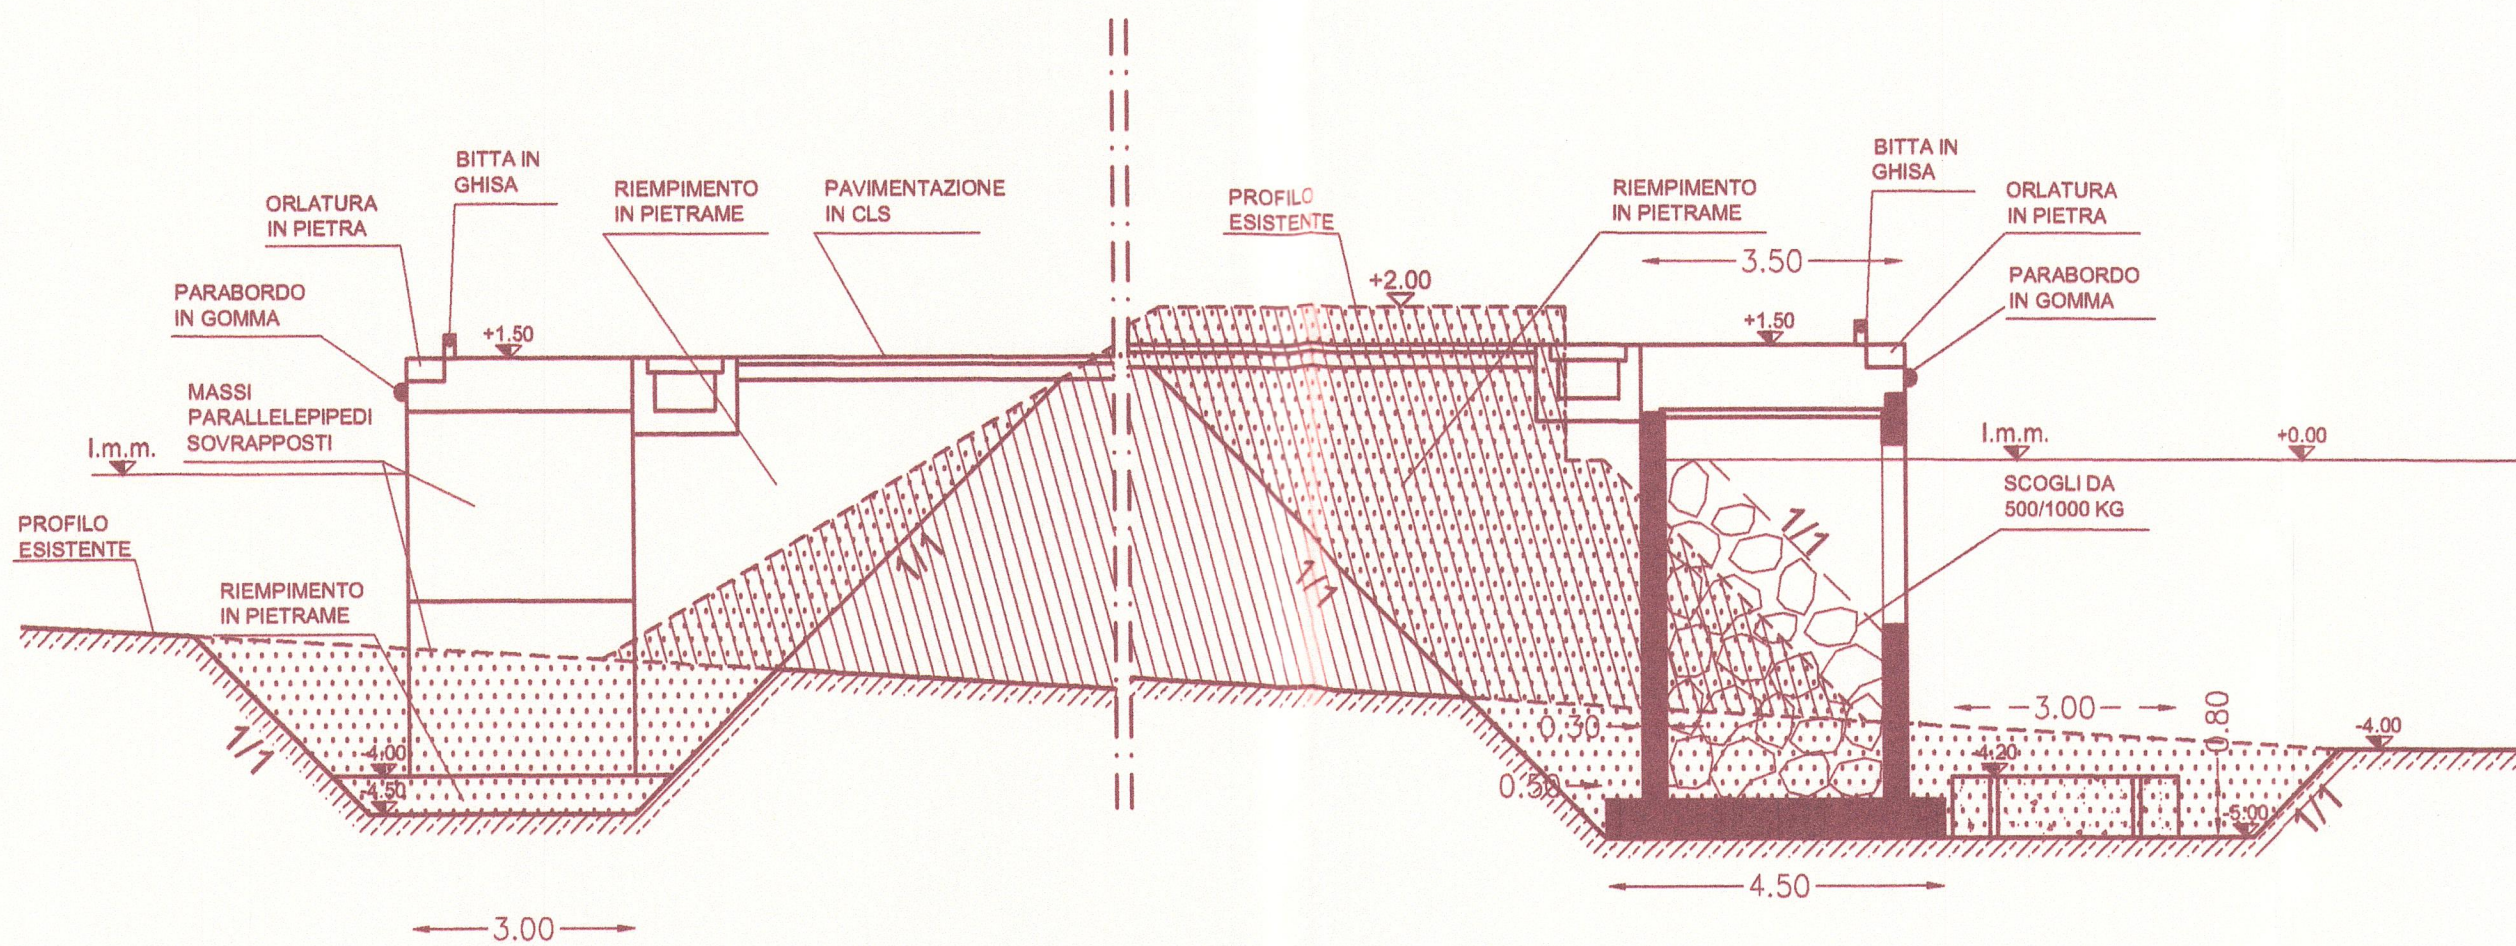 BITTA IN
GHISA
ORLATURA
IN PIETRA
RIEMPIMENTO
IN PIETRAME
PAVIMENTAZIONE
IN CLS
PARABORDO
IN GOMMA
+1.50
MASSI
PARALLELEPIPEDI
SOVRAPPOSTI
l.m.m.
PROFILO
ESISTENTE
RIEMPIMENTO
IN PIETRAME
1/1
1/1
-4.00
-4.50
3.00
PROFILO
ESISTENTE
+2.00
RIEMPIMENTO
IN PIETRAME
BITTA IN
GHISA
ORLATURA
IN PIETRA
3.50
PARABORDO
IN GOMMA
+1.50
l.m.m.
+0.00
SCOGLI DA
500/1000 KG
1/1
1/1
0.30
0.50
3.00
0.80
-4.20
-4.00
-5.00
1/1
4.50